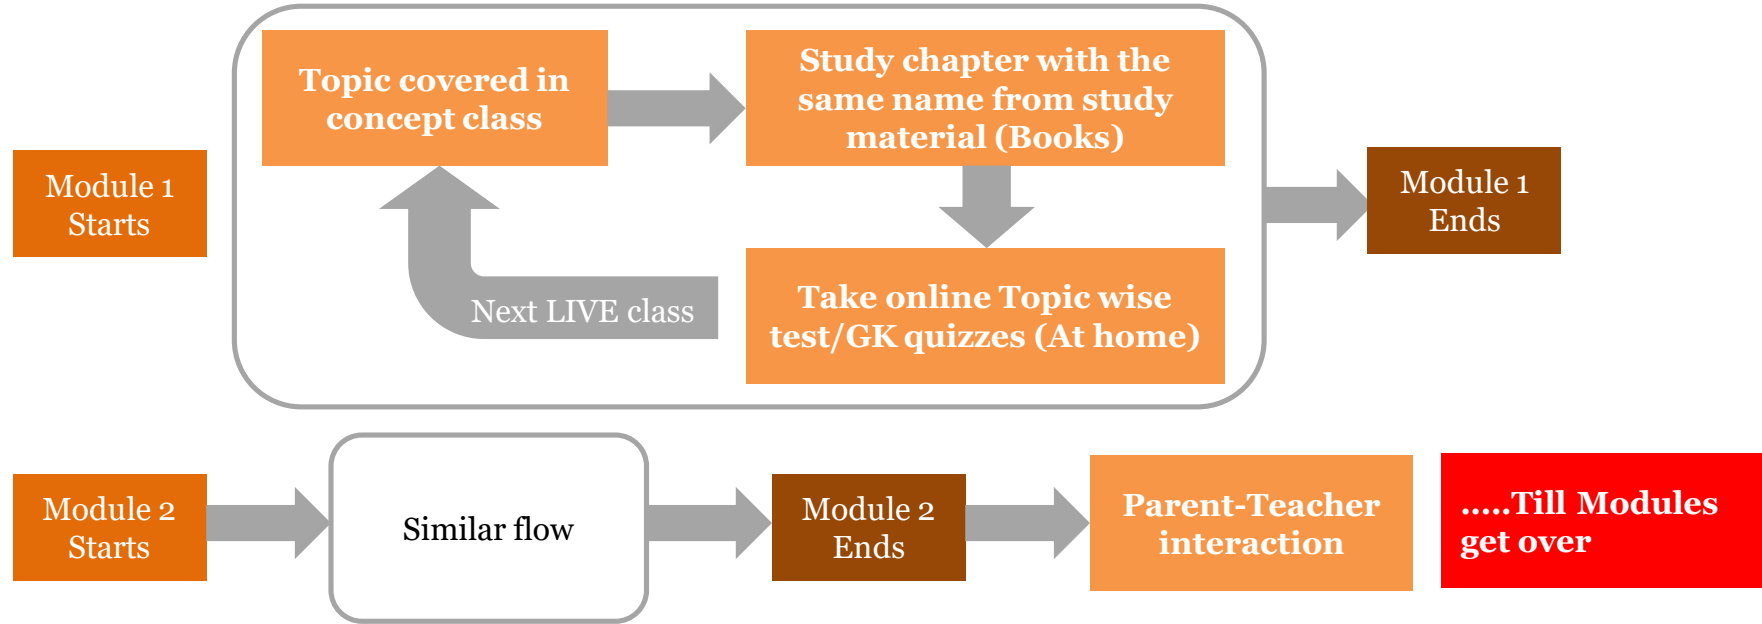 Topic covered in
concept class
Study chapter with the
same name from study
material (Books)
Module 1
Starts
Module 1
Ends
Next LIVE class
Take online Topic wise
test/GK quizzes (At home)
Module 2
Starts
Similar flow
Module 2
Ends
Parent-Teacher
interaction
.....Till Modules
get over